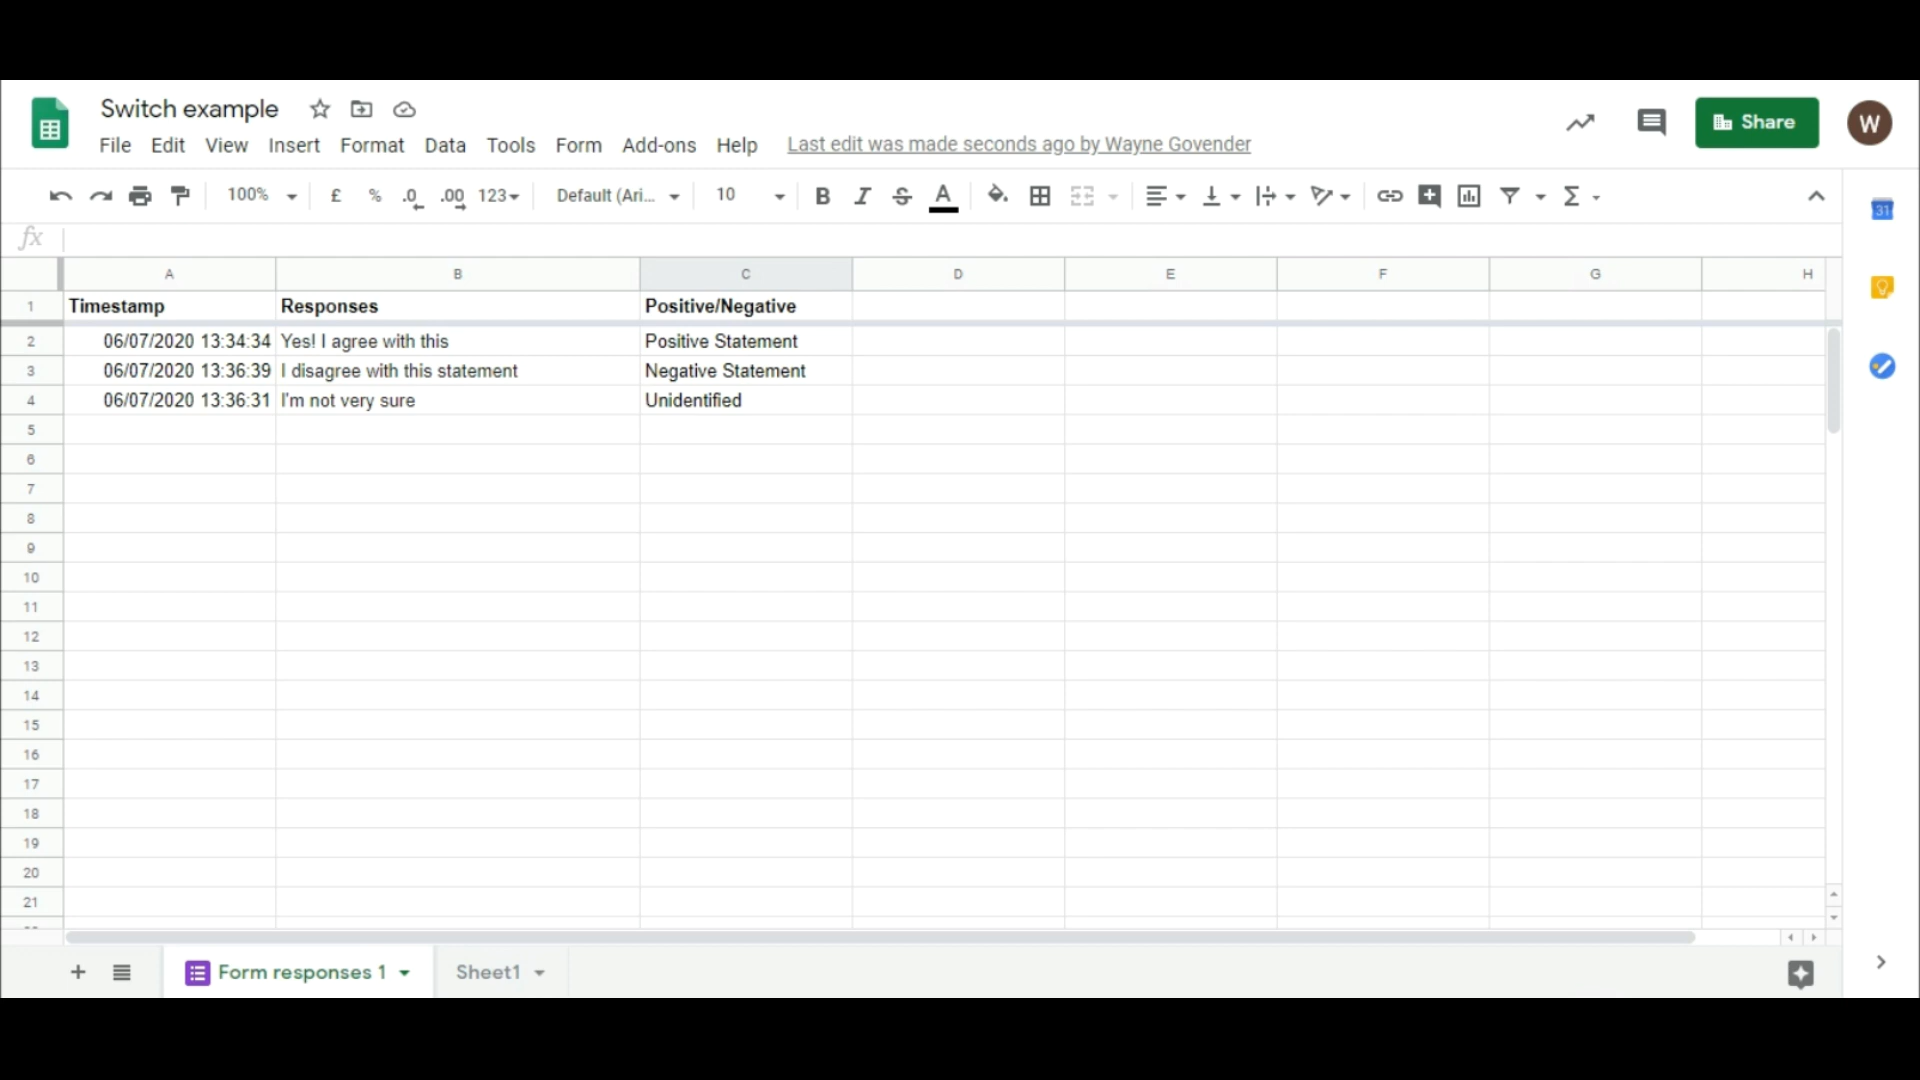 Switch example
File Edit View Insert Format Data Tools Form Add-ons Help Last edit was made seconds ago by Wayne Govender
Share
W
100% £ % .0 .00 123 Default (Ari... 10 B I S A
31
fx
A B C D E F G H
1 Timestamp Responses Positive/Negative
2 06/07/2020 13:34:34 Yes! I agree with this Positive Statement
3 06/07/2020 13:36:39 I disagree with this statement Negative Statement
4 06/07/2020 13:36:31 I'm not very sure Unidentified
5
6
7
8
9
10
11
12
13
14
15
16
17
18
19
20
21
+ Form responses 1 Sheet1